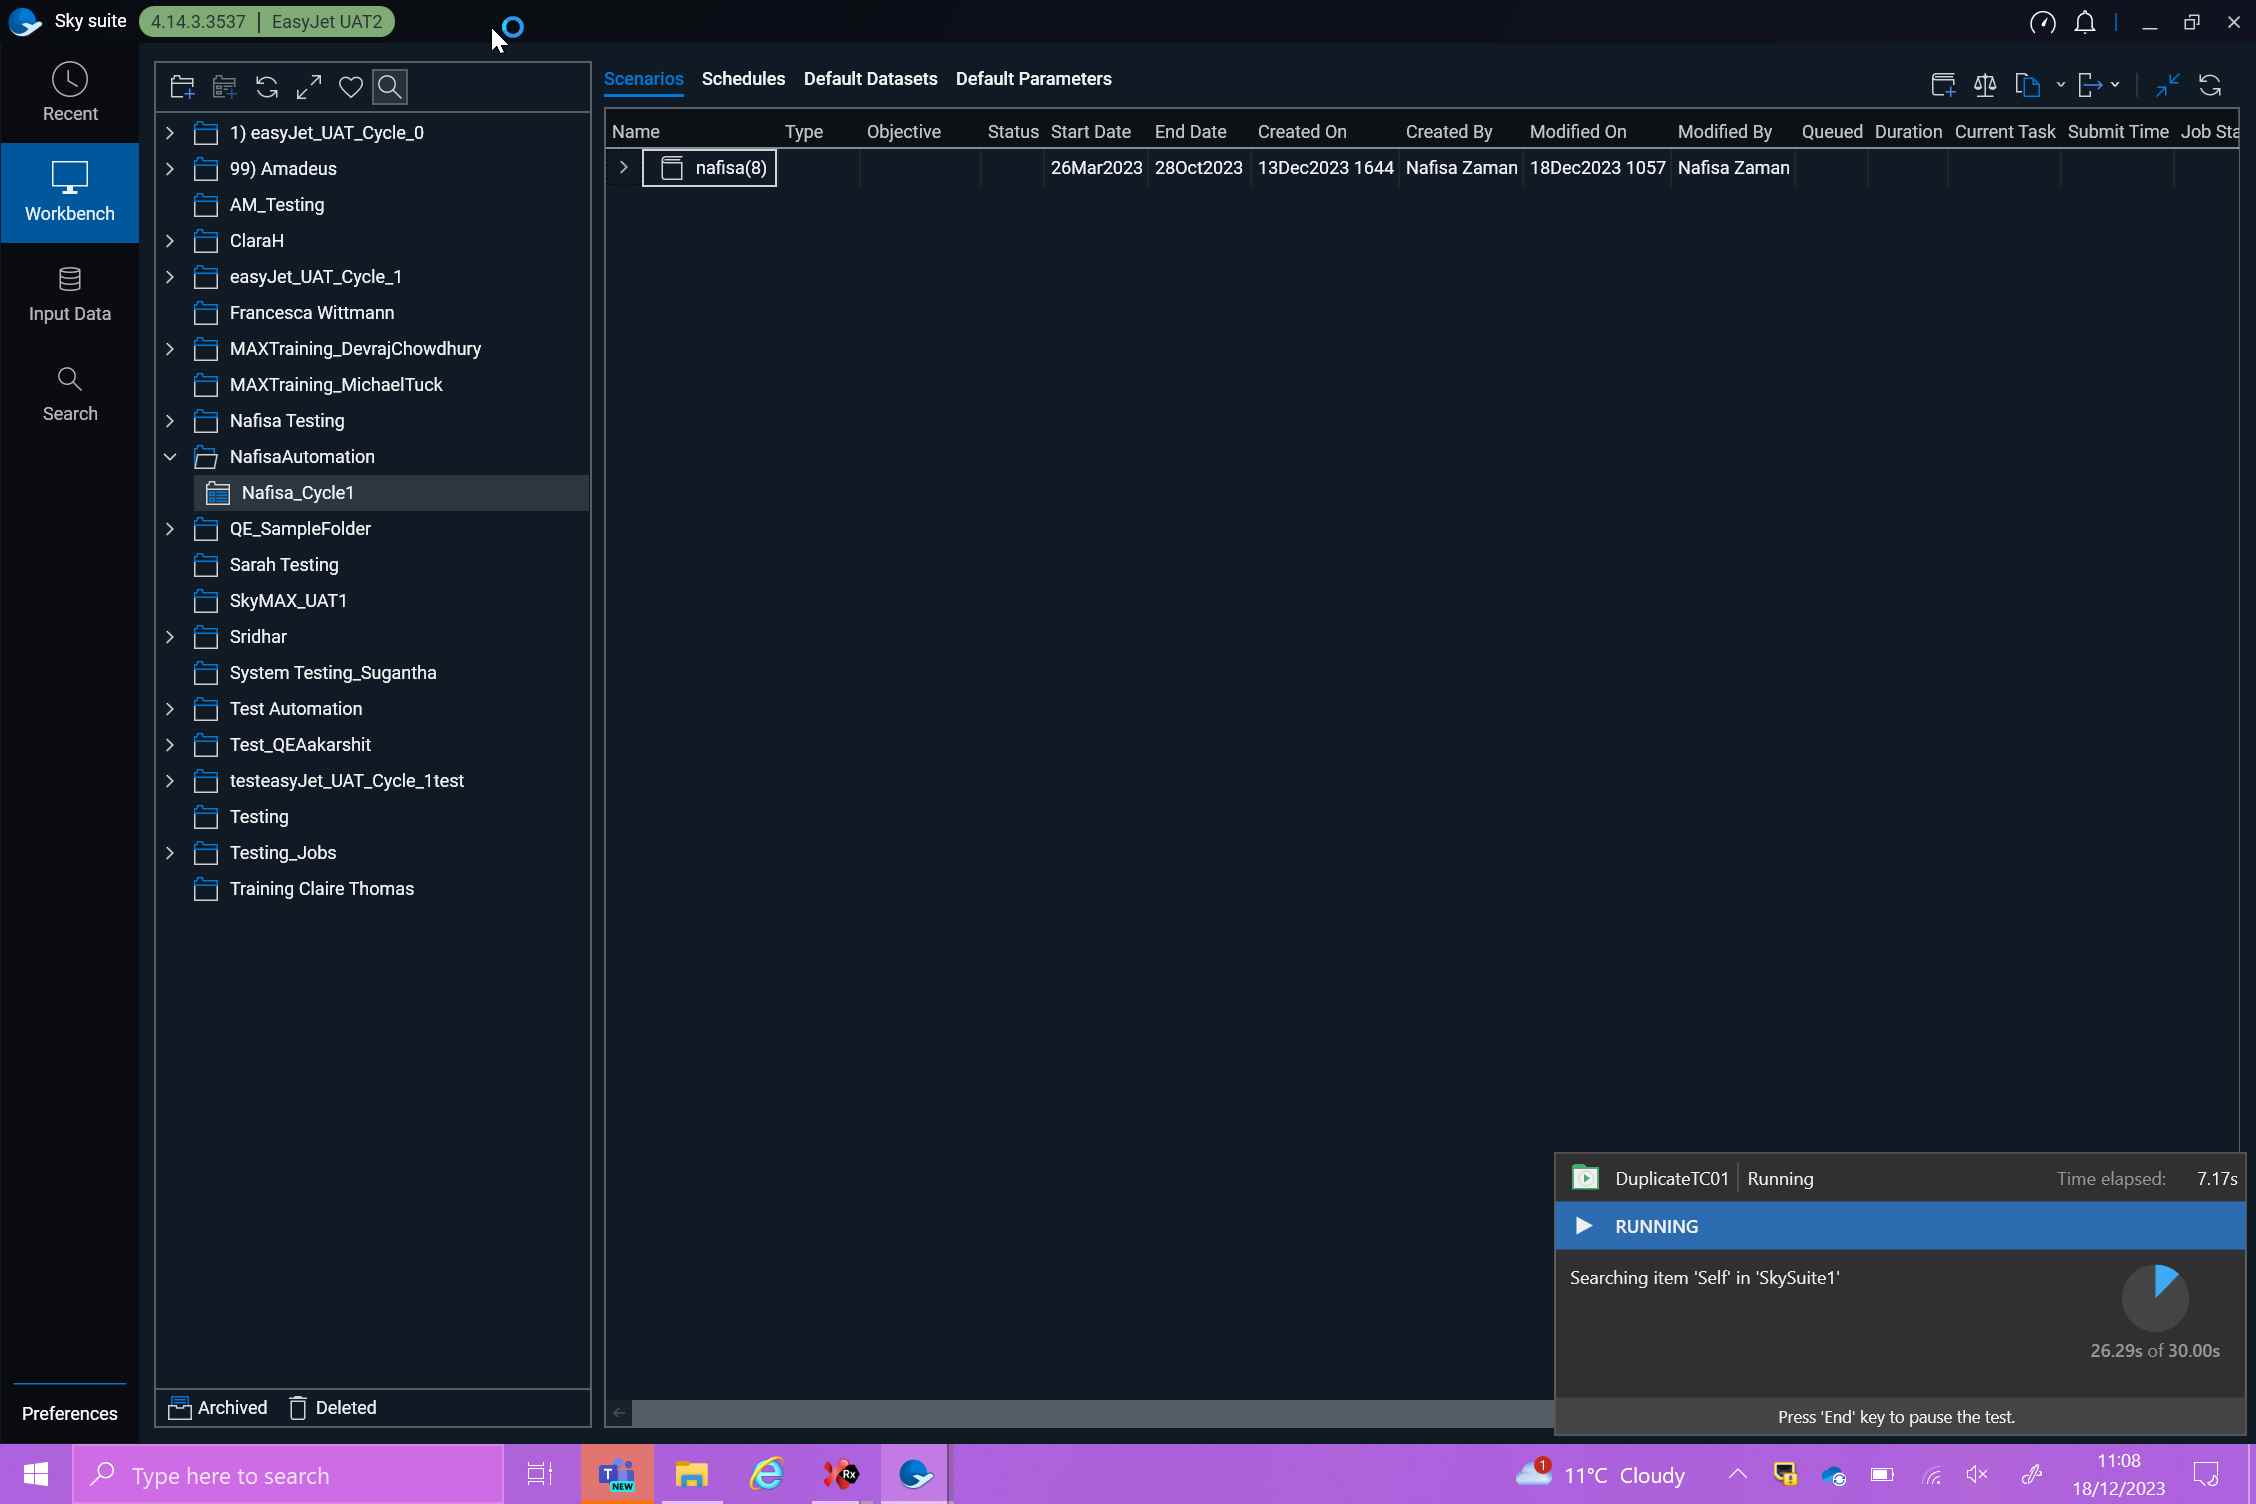 Sky suite 4.14.3.3537 | EasyJet UAT2
Recent
Workbench
Input Data
Search
Preferences
1) easyJet_UAT_Cycle_0
99) Amadeus
AM_Testing
ClaraH
easyJet_UAT_Cycle_1
Francesca Wittmann
MAXTraining_DevrajChowdhury
MAXTraining_MichaelTuck
Nafisa Testing
NafisaAutomation
Nafisa_Cycle1
QE_SampleFolder
Sarah Testing
SkyMAX_UAT1
Sridhar
System Testing_Sugantha
Test Automation
Test_QEAakarshit
testeasyJet_UAT_Cycle_1test
Testing
Testing_Jobs
Training Claire Thomas
Archived Deleted
Scenarios Schedules Default Datasets Default Parameters
Name Type Objective Status Start Date End Date Created On Created By Modified On Modified By Queued Duration Current Task Submit Time Job Sta
nafisa(8) 26Mar2023 28Oct2023 13Dec2023 1644 Nafisa Zaman 18Dec2023 1057 Nafisa Zaman
DuplicateTC01 | Running Time elapsed: 7.17s
RUNNING
Searching item 'Self' in 'SkySuite1'
26.29s of 30.00s
Press 'End' key to pause the test.
Type here to search
T NEW
Rx
1
11°C Cloudy
11:08
18/12/2023